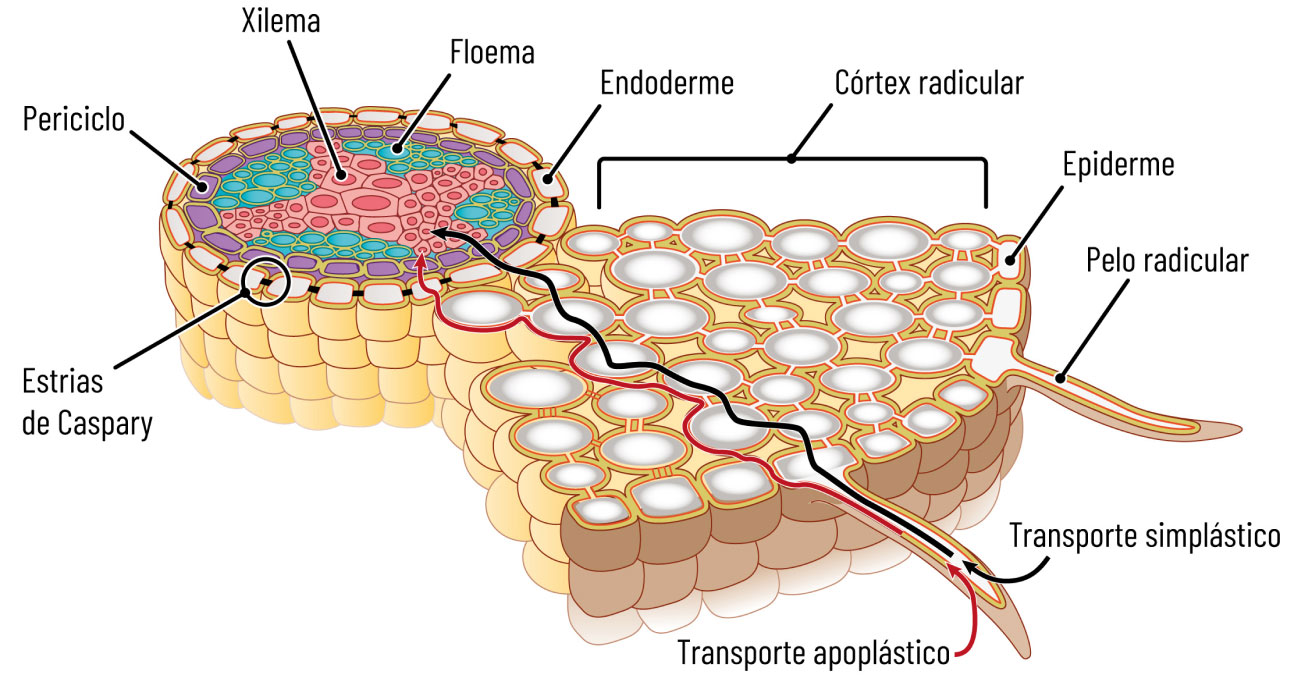 Xilema
Floema
Endoderme
Córtex radicular
Periciclo
Epiderme
Pelo radicular
Estrias
de Caspary
Transporte simplástico
Transporte apoplástico